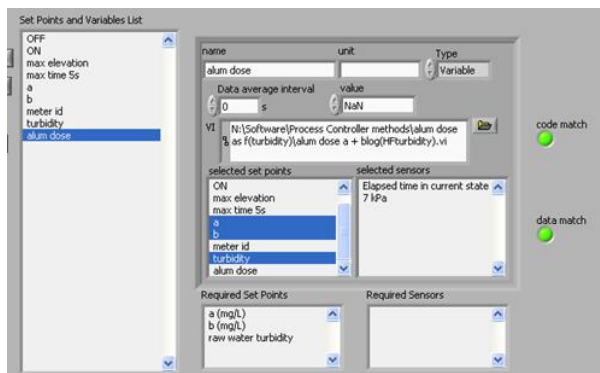 Set Points and Variables List
OFF
ON
max elevation
max time 5s
a
b
meter id
turbidity
alum dose
name
unit
Type
alum dose
Variable
Data average interval
value
0
s
NaN
VI
N:\Software\Process Controller methods\alum dose
as f(turbidity)\alum dose a + blog(HFturbidity).vi
selected set points
ON
max elevation
max time 5s
a
b
meter id
turbidity
alum dose
selected sensors
Elapsed time in current state
7 kPa
Required Set Points
a (mg/L)
b (mg/L)
raw water turbidity
Required Sensors
code match
data match